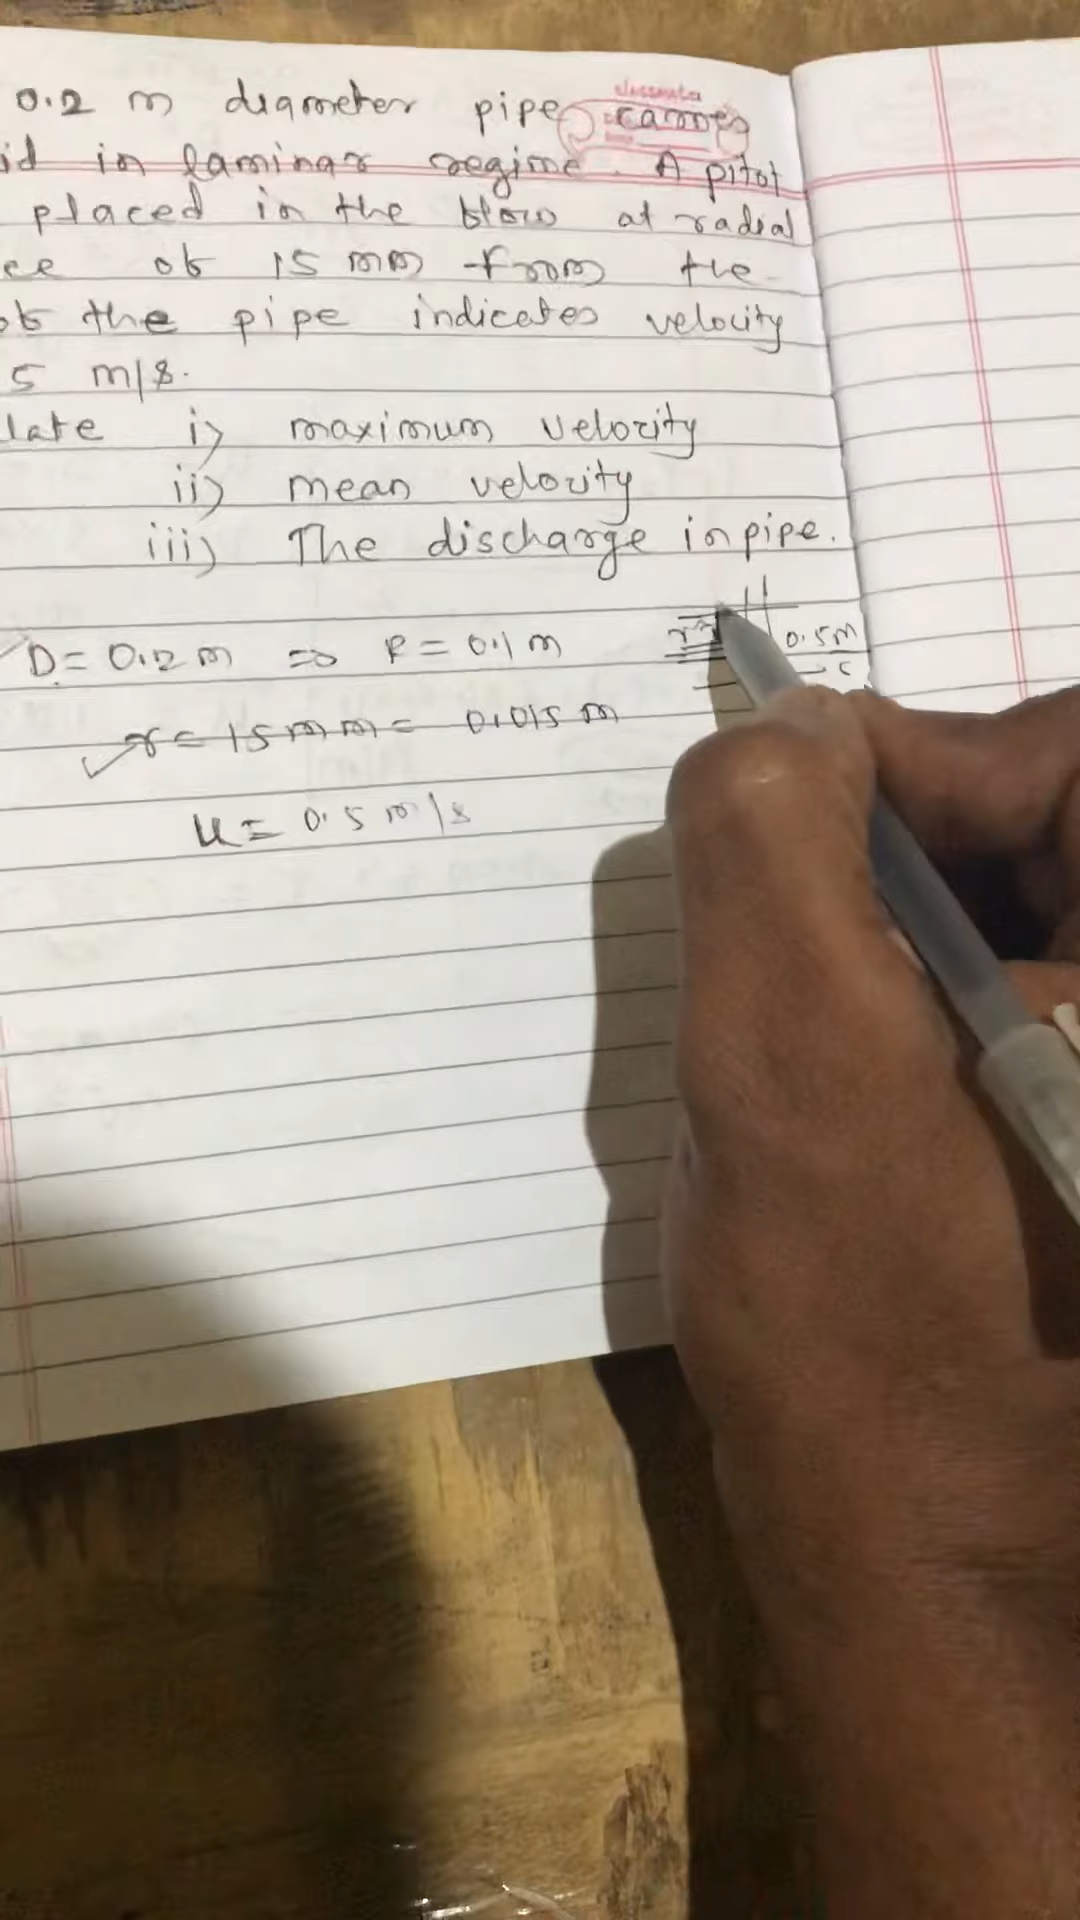 0.2 m diameter pipe carries
id in laminar regime. A pitot
placed in the flow at radial
ce of 15 mm from the
of the pipe indicates velocity
5 m/s.
late i) maximum velocity
ii) mean velocity
iii) The discharge in pipe.
D = 0.2 m ⇒ R = 0.1 m
0.5 m
r = 15 mm = 0.015 m
u = 0.5 m/s